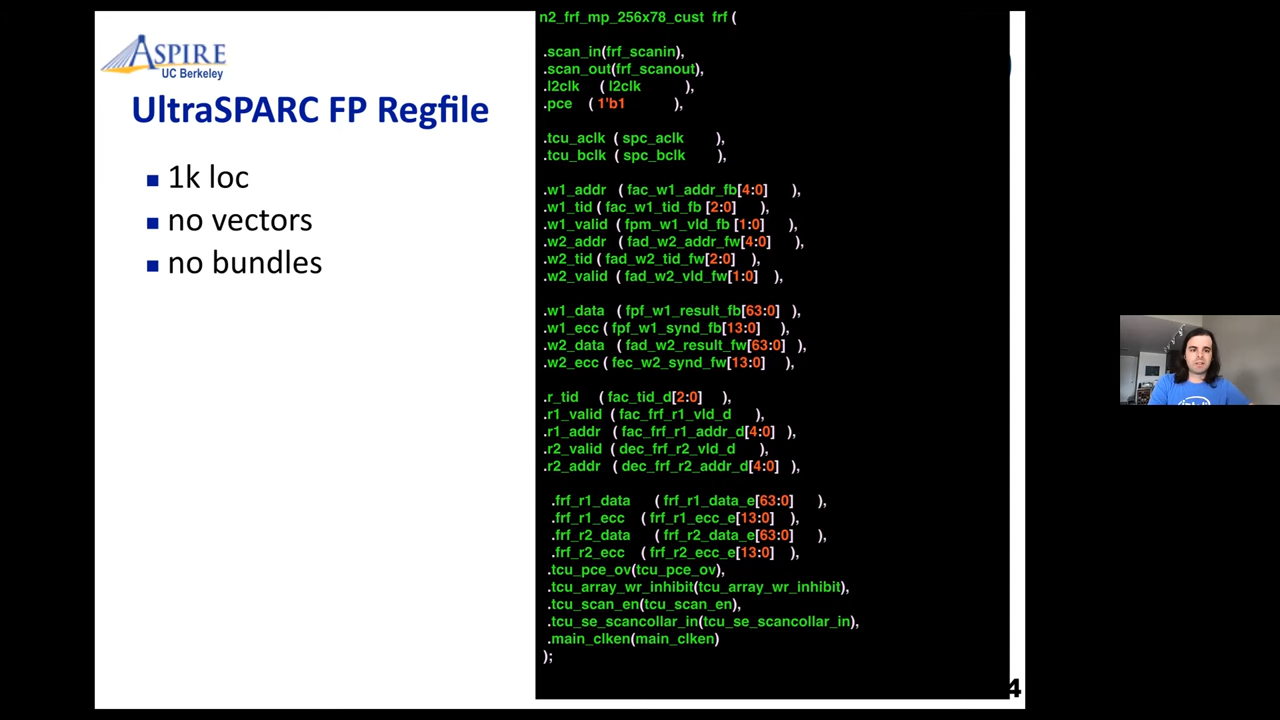 ASPIRE
UC Berkeley
UltraSPARC FP Regfile
■ 1k loc
■ no vectors
■ no bundles
n2_frf_mp_256x78_cust frf (
.scan_in(frf_scanin),
.scan_out(frf_scanout),
.l2clk ( l2clk ),
.pce ( 1'b1 ),
.tcu_aclk ( spc_aclk ),
.tcu_bclk ( spc_bclk ),
.w1_addr ( fac_w1_addr_fb[4:0] ),
.w1_tid ( fac_w1_tid_fb [2:0] ),
.w1_valid ( fpm_w1_vld_fb [1:0] ),
.w2_addr ( fad_w2_addr_fw[4:0] ),
.w2_tid ( fad_w2_tid_fw[2:0] ),
.w2_valid ( fad_w2_vld_fw[1:0] ),
.w1_data ( fpf_w1_result_fb[63:0] ),
.w1_ecc ( fpf_w1_synd_fb[13:0] ),
.w2_data ( fad_w2_result_fw[63:0] ),
.w2_ecc ( fec_w2_synd_fw[13:0] ),
.r_tid ( fac_tid_d[2:0] ),
.r1_valid ( fac_frf_r1_vld_d ),
.r1_addr ( fac_frf_r1_addr_d[4:0] ),
.r2_valid ( dec_frf_r2_vld_d ),
.r2_addr ( dec_frf_r2_addr_d[4:0] ),
.frf_r1_data ( frf_r1_data_e[63:0] ),
.frf_r1_ecc ( frf_r1_ecc_e[13:0] ),
.frf_r2_data ( frf_r2_data_e[63:0] ),
.frf_r2_ecc ( frf_r2_ecc_e[13:0] ),
.tcu_pce_ov(tcu_pce_ov),
.tcu_array_wr_inhibit(tcu_array_wr_inhibit),
.tcu_scan_en(tcu_scan_en),
.tcu_se_scancollar_in(tcu_se_scancollar_in),
.main_clken(main_clken)
);
4
intel